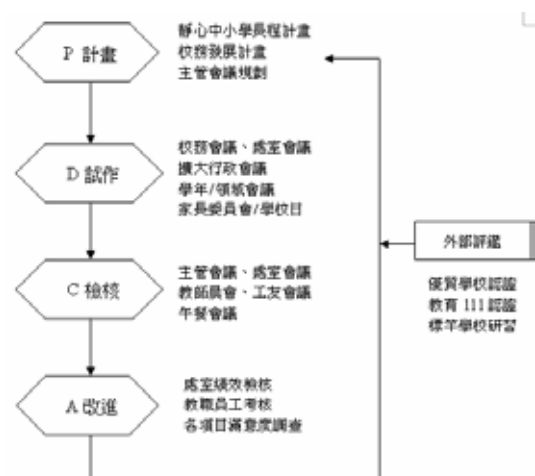 P 計畫
靜心中小學長程計畫
校務發展計畫
主管會議規劃
D 試作
校務會議、處室會議
擴大行政會議
學年/領域會議
家長委員會/學校日
C 檢核
主管會議、處室會議
教師晨會、工友會議
午餐會議
A 改進
處室績效檢核
教職員工考核
各項目滿意度調查
外部評鑑
優質學校認證
教育 111 認證
標竿學校研習